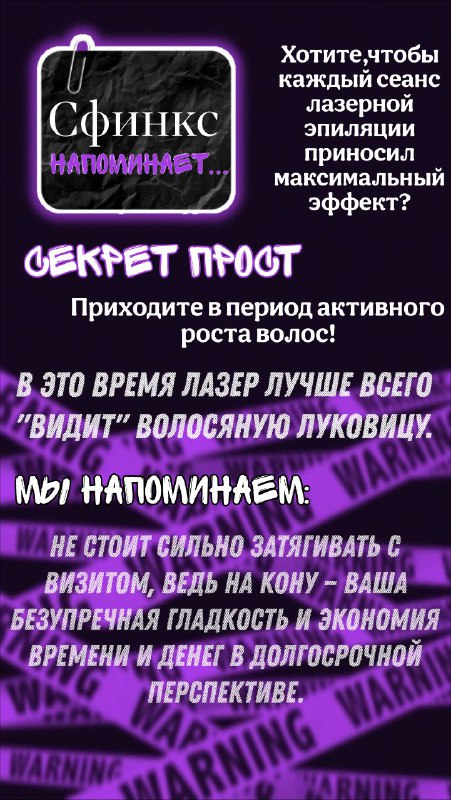 Сфинкс
НАПОМИНАЕТ...
Хотите,чтобы
каждый сеанс
лазерной
эпиляции
приносил
максимальный
эффект?
СЕКРЕТ ПРОСТ
Приходите в период активного
роста волос!
В ЭТО ВРЕМЯ ЛАЗЕР ЛУЧШЕ ВСЕГО
"ВИДИТ" ВОЛОСЯНУЮ ЛУКОВИЦУ.
МЫ НАПОМИНАЕМ:
НЕ СТОИТ СИЛЬНО ЗАТЯГИВАТЬ С
ВИЗИТОМ, ВЕДЬ НА КОНУ – ВАША
БЕЗУПРЕЧНАЯ ГЛАДКОСТЬ И ЭКОНОМИЯ
ВРЕМЕНИ И ДЕНЕГ В ДОЛГОСРОЧНОЙ
ПЕРСПЕКТИВЕ.
WARNING
WARNING
WARNING